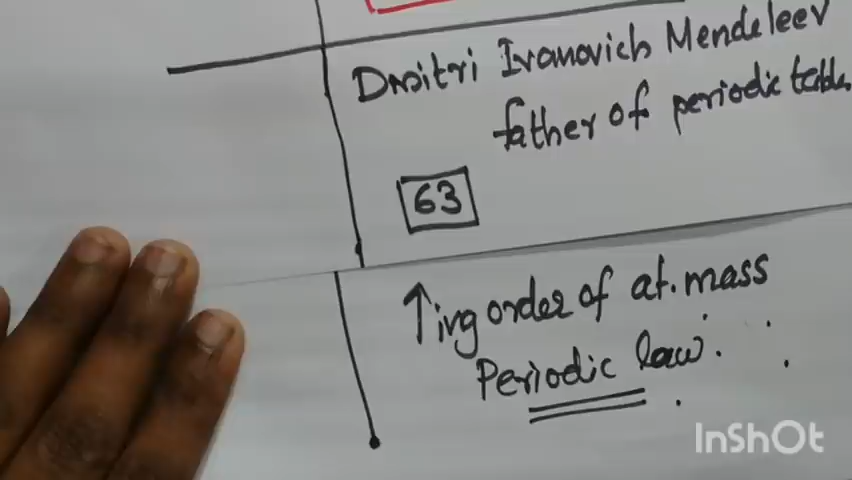 Dmitri Ivanovich Mendeleev
father of periodic table
63
↑ing order of at. mass
Periodic law.
InShOt